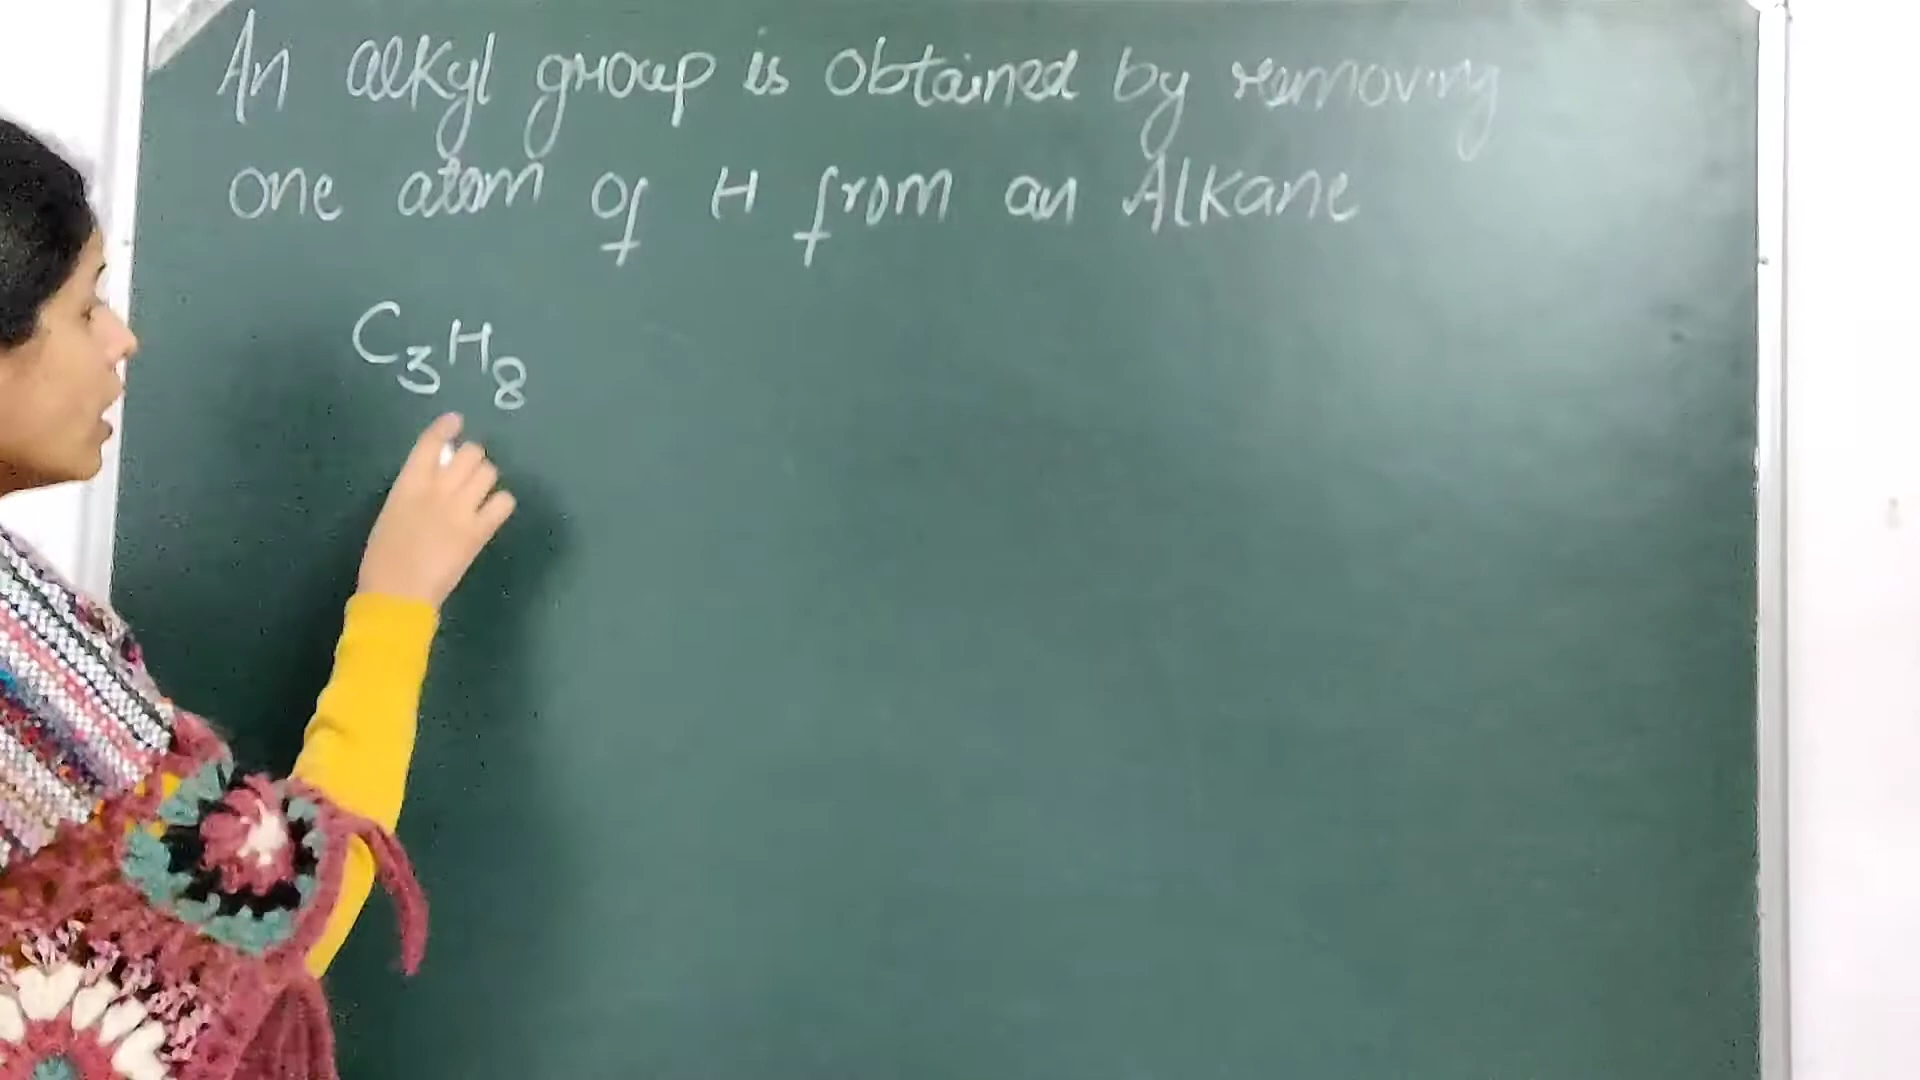 An alkyl group is obtained by removing
one atom of H from an Alkane
C₃H₈